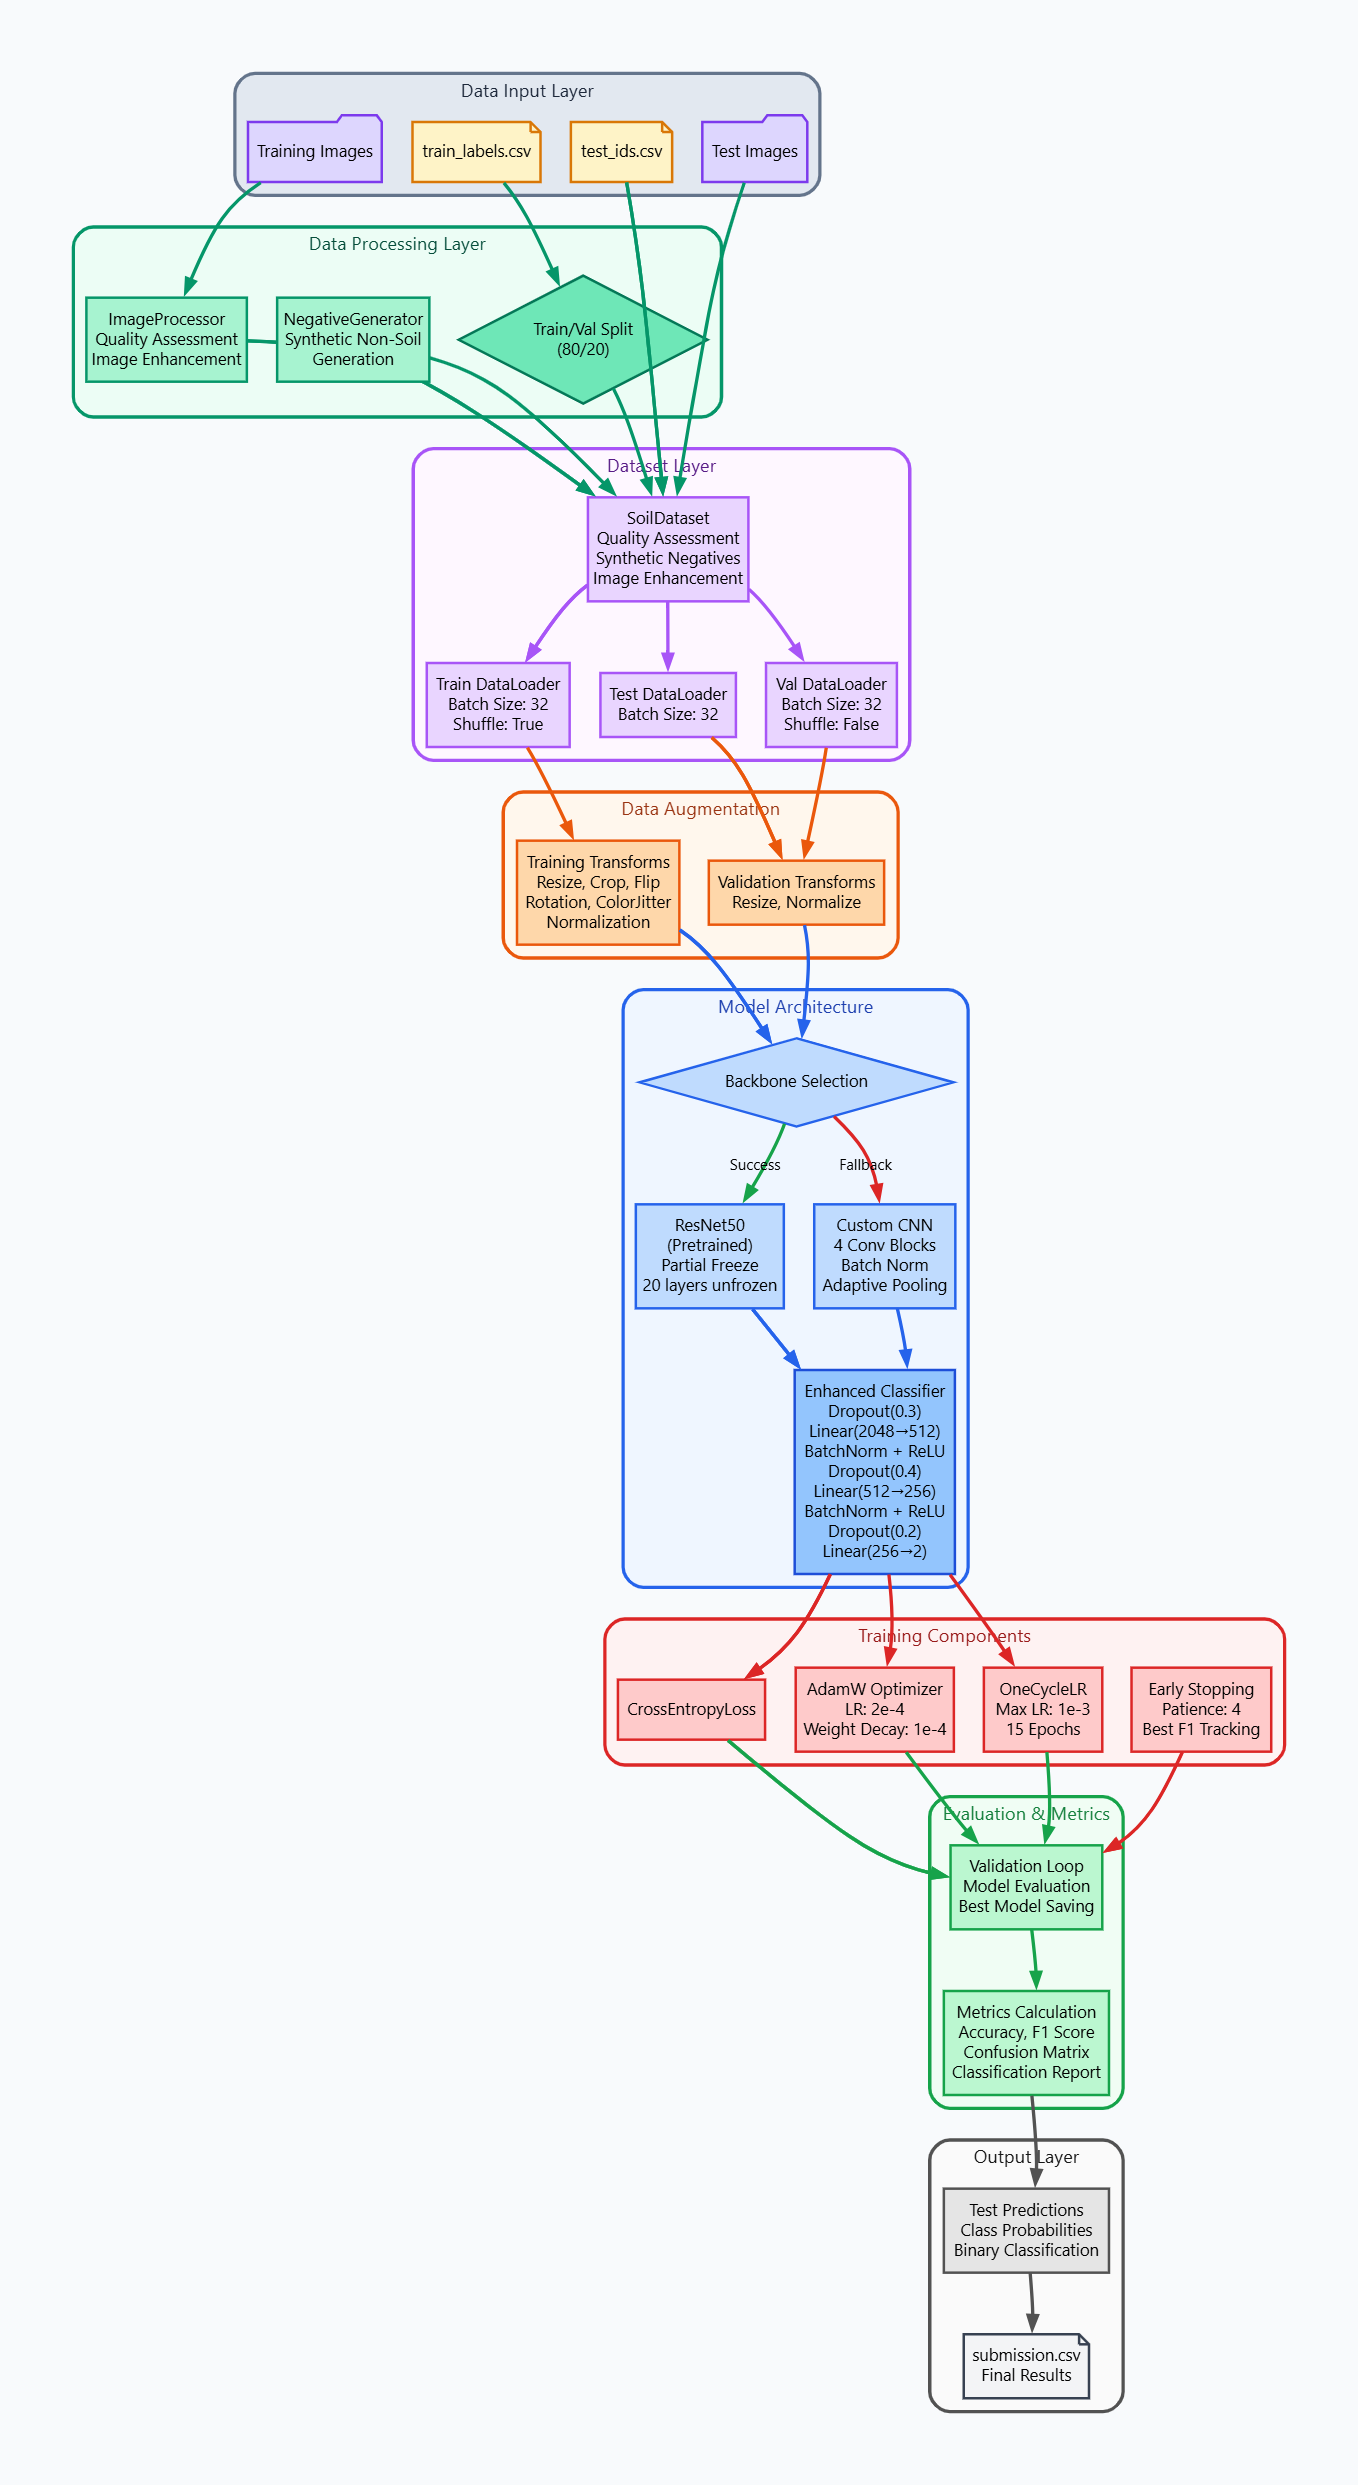 Data Input Layer
Training Images
train_labels.csv
test_ids.csv
Test Images
Data Processing Layer
ImageProcessor
Quality Assessment
Image Enhancement
NegativeGenerator
Synthetic Non-Soil
Generation
Train/Val Split
(80/20)
Dataset Layer
SoilDataset
Quality Assessment
Synthetic Negatives
Image Enhancement
Train DataLoader
Batch Size: 32
Shuffle: True
Test DataLoader
Batch Size: 32
Val DataLoader
Batch Size: 32
Shuffle: False
Data Augmentation
Training Transforms
Resize, Crop, Flip
Rotation, ColorJitter
Normalization
Validation Transforms
Resize, Normalize
Model Architecture
Backbone Selection
Success
Fallback
ResNet50
(Pretrained)
Partial Freeze
20 layers unfrozen
Custom CNN
4 Conv Blocks
Batch Norm
Adaptive Pooling
Enhanced Classifier
Dropout(0.3)
Linear(2048→512)
BatchNorm + ReLU
Dropout(0.4)
Linear(512→256)
BatchNorm + ReLU
Dropout(0.2)
Linear(256→2)
Training Components
CrossEntropyLoss
AdamW Optimizer
LR: 2e-4
Weight Decay: 1e-4
OneCycleLR
Max LR: 1e-3
15 Epochs
Early Stopping
Patience: 4
Best F1 Tracking
Evaluation & Metrics
Validation Loop
Model Evaluation
Best Model Saving
Metrics Calculation
Accuracy, F1 Score
Confusion Matrix
Classification Report
Output Layer
Test Predictions
Class Probabilities
Binary Classification
submission.csv
Final Results